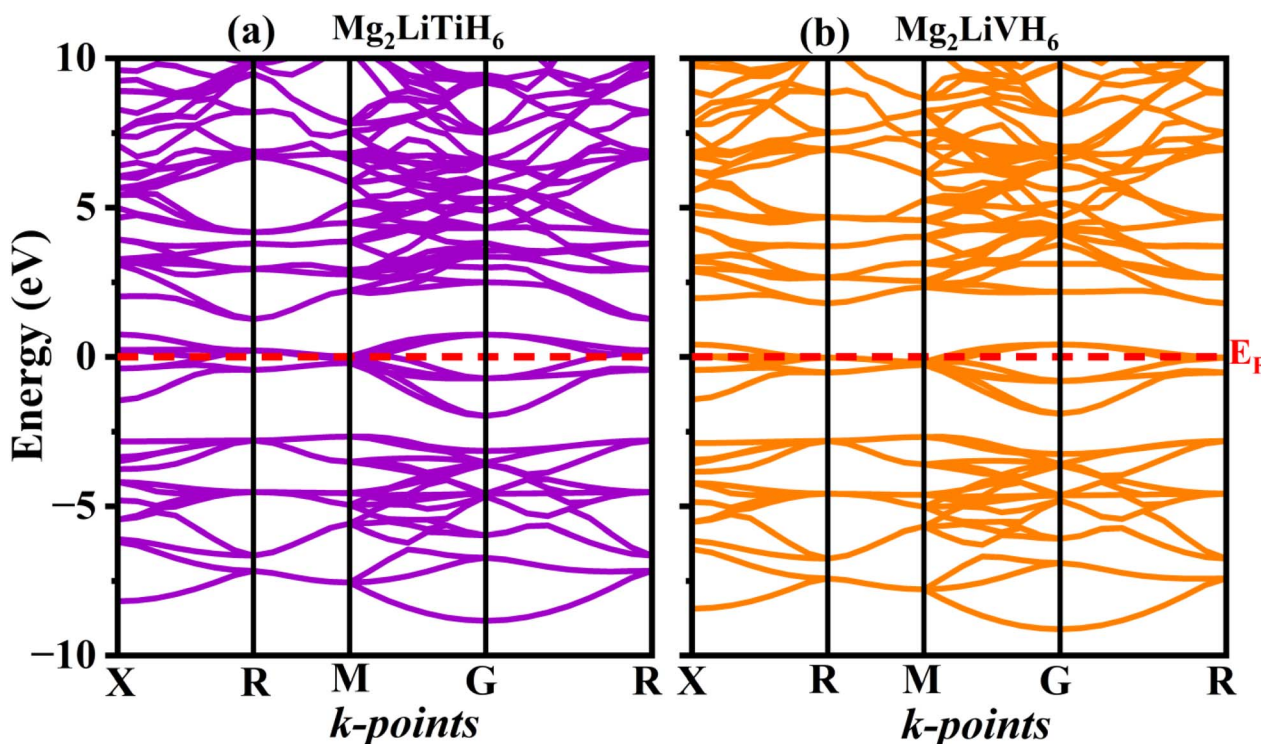 (a) Mg₂LiTiH₆
(b) Mg₂LiVH₆
Energy (eV)
10
5
0
−5
−10
E
X R M G R
X R M G R
k-points
k-points